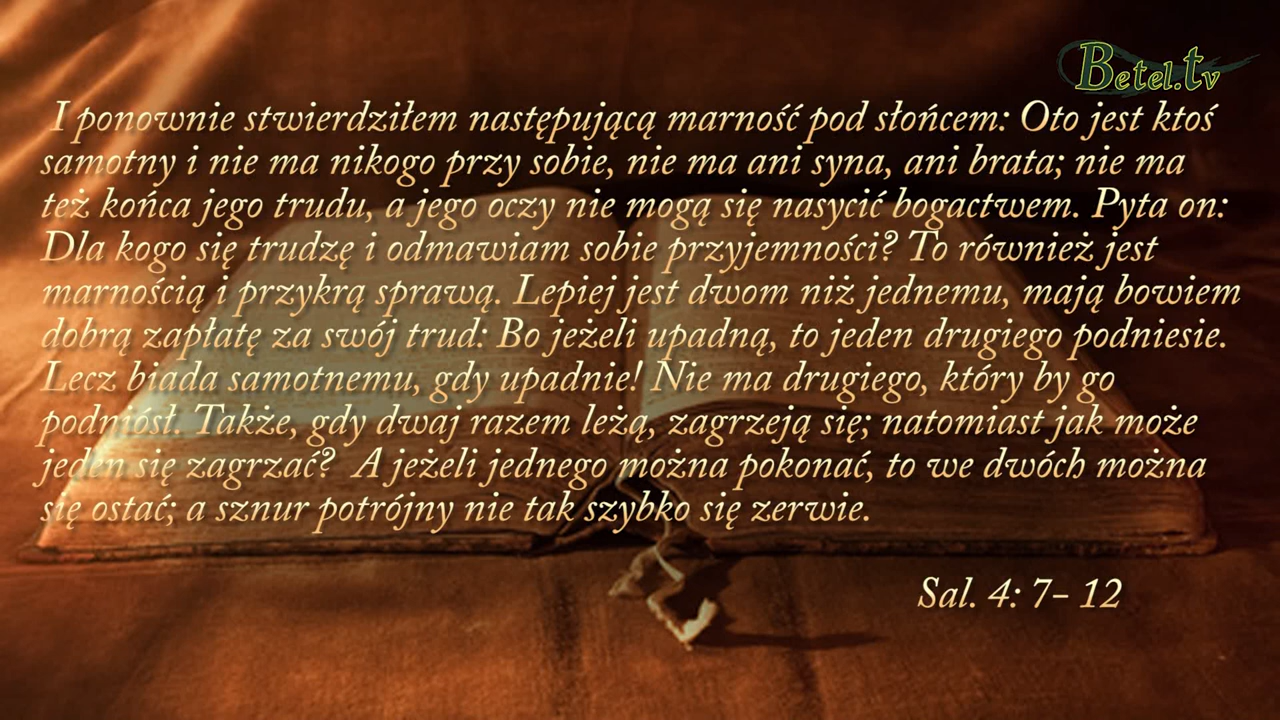 Betel.tv
I ponownie stwierdziłem następującą marność pod słońcem: Oto jest ktoś
samotny i nie ma nikogo przy sobie, nie ma ani syna, ani brata; nie ma
też końca jego trudu, a jego oczy nie mogą się nasycić bogactwem. Pyta on:
Dla kogo się trudzę i odmawiam sobie przyjemności? To również jest
marnością i przykrą sprawą. Lepiej jest dwom niż jednemu, mają bowiem
dobrą zapłatę za swój trud: Bo jeżeli upadną, to jeden drugiego podniesie.
Lecz biada samotnemu, gdy upadnie! Nie ma drugiego, który by go
podniósł. Także, gdy dwaj razem leżą, zagrzeją się; natomiast jak może
jeden się zagrzać? A jeżeli jednego można pokonać, to we dwóch można
się ostać; a sznur potrójny nie tak szybko się zerwie.
Sal. 4: 7- 12